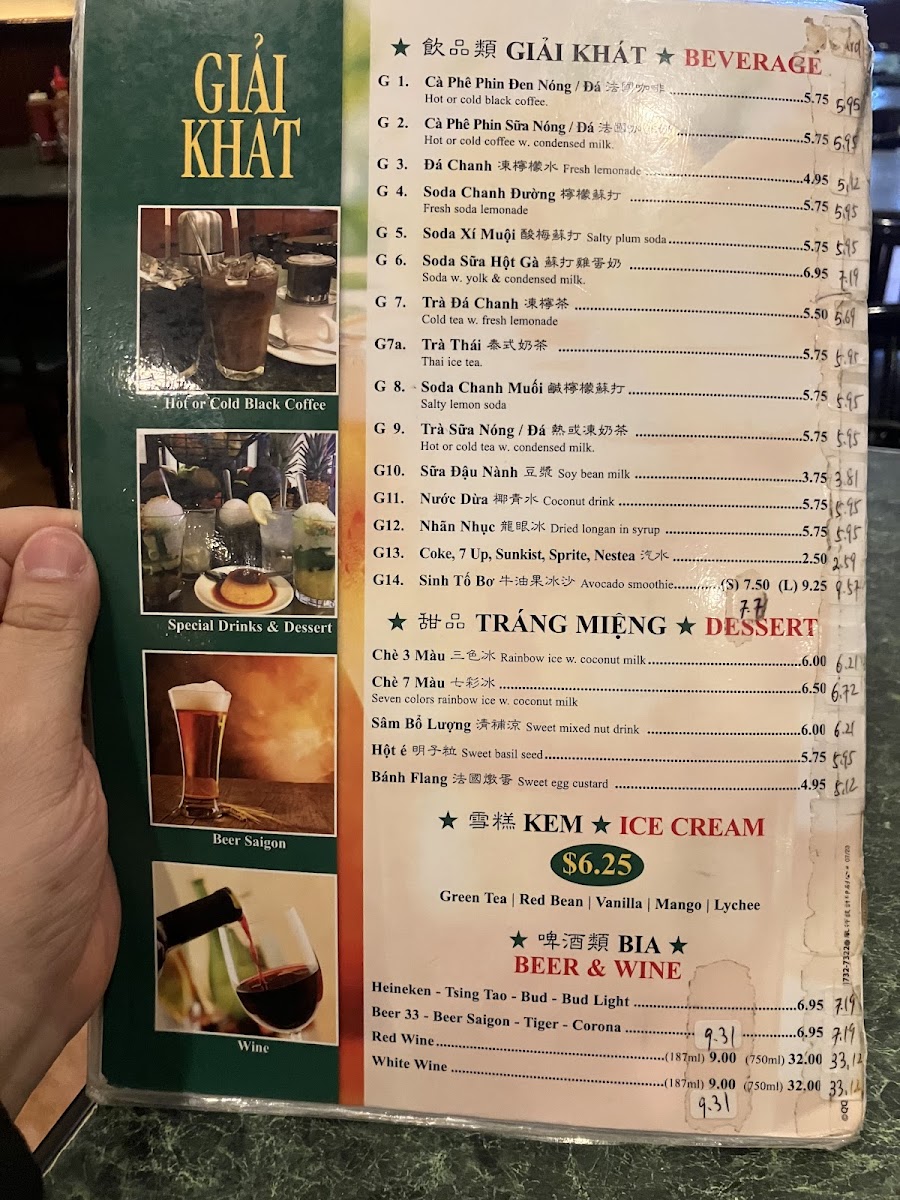 GIẢI
KHÁT
Hot or Cold Black Coffee
Special Drinks & Dessert
Beer Saigon
Wine
★ 飲品類 GIẢI KHÁT ★ BEVERAGE
G 1. Cà Phê Phin Đen Nóng / Đá 法國咖啡 5.75 5.95
Hot or cold black coffee.
G 2. Cà Phê Phin Sữa Nóng / Đá 法國 5.75 5.95
Hot or cold coffee w. condensed milk.
G 3. Đá Chanh 凍檸檬水 Fresh lemonade 4.95 5.12
G 4. Soda Chanh Đường 檸檬蘇打 5.75 5.95
Fresh soda lemonade
G 5. Soda Xí Muội 酸梅蘇打 Salty plum soda 5.75 5.95
G 6. Soda Sữa Hột Gà 蘇打雞蛋奶 6.95 7.19
Soda w. yolk & condensed milk.
G 7. Trà Đá Chanh 凍檸茶 5.50 5.69
Cold tea w. fresh lemonade
G7a. Trà Thái 泰式奶茶 5.75 5.95
Thai ice tea.
G 8. Soda Chanh Muối 鹹檸檬蘇打 5.75 5.95
Salty lemon soda
G 9. Trà Sữa Nóng / Đá 熱或凍奶茶 5.75 5.95
Hot or cold tea w. condensed milk.
G10. Sữa Đậu Nành 豆漿 Soy bean milk 3.75 3.81
G11. Nước Dừa 椰青水 Coconut drink 5.75 5.95
G12. Nhãn Nhục 龍眼冰 Dried longan in syrup 5.75 5.95
G13. Coke, 7 Up, Sunkist, Sprite, Nestea 汽水 2.50 2.59
G14. Sinh Tố Bơ 牛油果冰沙 Avocado smoothie (S) 7.50 (L) 9.25 9.57
7.71
★ 甜品 TRÁNG MIỆNG ★ DESSERT
Chè 3 Màu 三色冰 Rainbow ice w. coconut milk 6.00 6.21
Chè 7 Màu 七彩冰 6.50 6.72
Seven colors rainbow ice w. coconut milk
Sâm Bổ Lượng 清補涼 Sweet mixed nut drink 6.00 6.21
Hột é 明子粒 Sweet basil seed 5.75 5.95
Bánh Flang 法國燉蛋 Sweet egg custard 4.95 5.12
★ 雪糕 KEM ★ ICE CREAM
$6.25
Green Tea | Red Bean | Vanilla | Mango | Lychee
★ 啤酒類 BIA ★
BEER & WINE
Heineken - Tsing Tao - Bud - Bud Light 6.95 7.19
Beer 33 - Beer Saigon - Tiger - Corona 6.95 7.19
9.31
Red Wine (187ml) 9.00 (750ml) 32.00 33.12
White Wine (187ml) 9.00 (750ml) 32.00 33.12
9.31